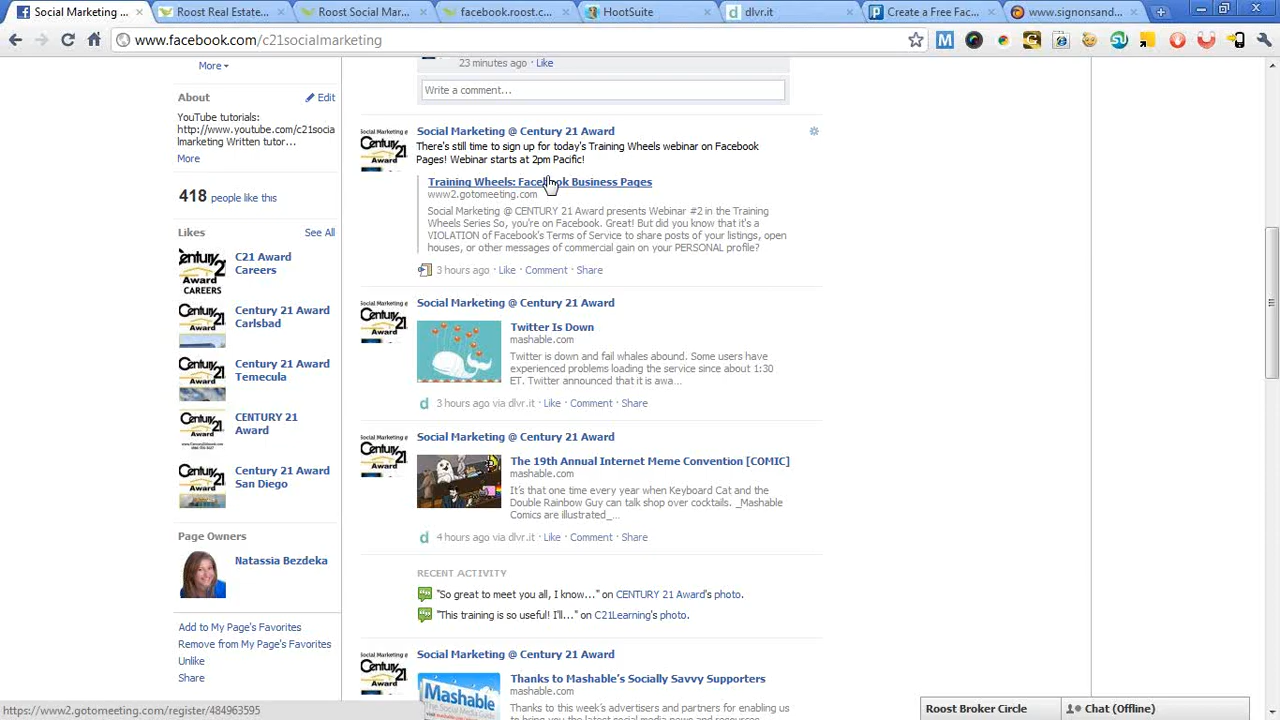 Social Marketing
Roost Real Estate
Roost Social Mar
facebook.roost.c
HootSuite
dlvr.it
Create a Free Fac
www.signonsand
www.facebook.com/c21socialmarketing
More
23 minutes ago · Like
Write a comment...
About
Edit
YouTube tutorials:
http://www.youtube.com/c21socia
lmarketing Written tutor...
More
418 people like this
Likes
See All
C21 Award
Careers
Century 21 Award
Carlsbad
Century 21 Award
Temecula
CENTURY 21
Award
Century 21 Award
San Diego
Page Owners
Natassia Bezdeka
Add to My Page's Favorites
Remove from My Page's Favorites
Unlike
Share
Social Marketing @ Century 21 Award
There's still time to sign up for today's Training Wheels webinar on Facebook
Pages! Webinar starts at 2pm Pacific!
Training Wheels: Facebook Business Pages
www2.gotomeeting.com
Social Marketing @ CENTURY 21 Award presents Webinar #2 in the Training
Wheels Series So, you're on Facebook. Great! But did you know that it's a
VIOLATION of Facebook's Terms of Service to share posts of your listings, open
houses, or other messages of commercial gain on your PERSONAL profile?
3 hours ago · Like · Comment · Share
Social Marketing @ Century 21 Award
Twitter Is Down
mashable.com
Twitter is down and fail whales abound. Some users have
experienced problems loading the service since about 1:30
ET. Twitter announced that it is awa...
3 hours ago via dlvr.it · Like · Comment · Share
Social Marketing @ Century 21 Award
The 19th Annual Internet Meme Convention [COMIC]
mashable.com
It's that one time every year when Keyboard Cat and the
Double Rainbow Guy can talk shop over cocktails. _Mashable
Comics are illustrated_...
4 hours ago via dlvr.it · Like · Comment · Share
RECENT ACTIVITY
"So great to meet you all, I know..." on CENTURY 21 Award's photo.
"This training is so useful! I'll..." on C21Learning's photo.
Social Marketing @ Century 21 Award
Thanks to Mashable's Socially Savvy Supporters
mashable.com
Thanks to this week's advertisers and partners for enabling
https://www2.gotomeeting.com/register/484963595
Roost Broker Circle
Chat (Offline)